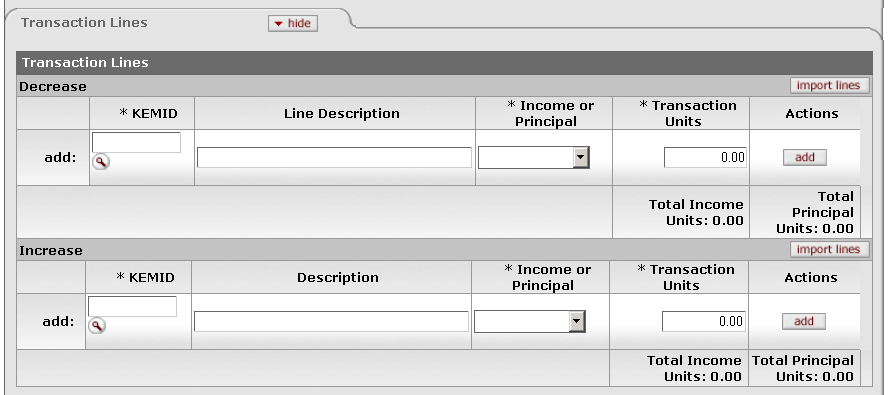 Transaction Lines
hide
Transaction Lines
Decrease
import lines
* KEMID
Line Description
* Income or
Principal
* Transaction
Units
Actions
add:
0.00
add
Total Income
Units: 0.00
Total
Principal
Units: 0.00
Increase
import lines
* KEMID
Description
* Income or
Principal
* Transaction
Units
Actions
add:
0.00
add
Total Income
Units: 0.00
Total Principal
Units: 0.00